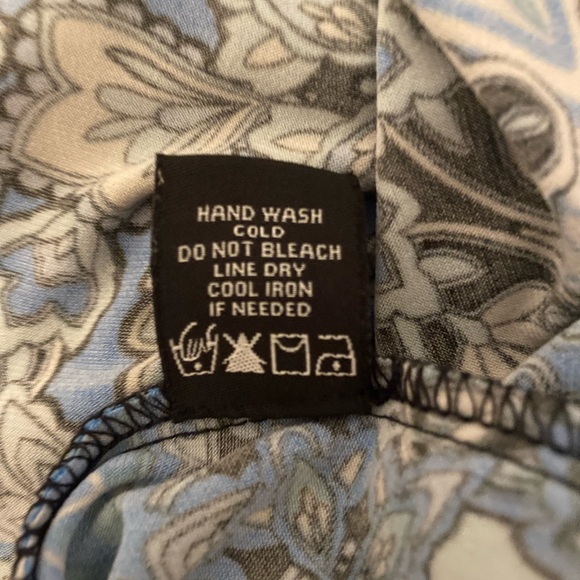 HAND WASH
COLD
DO NOT BLEACH
LINE DRY
COOL IRON
IF NEEDED